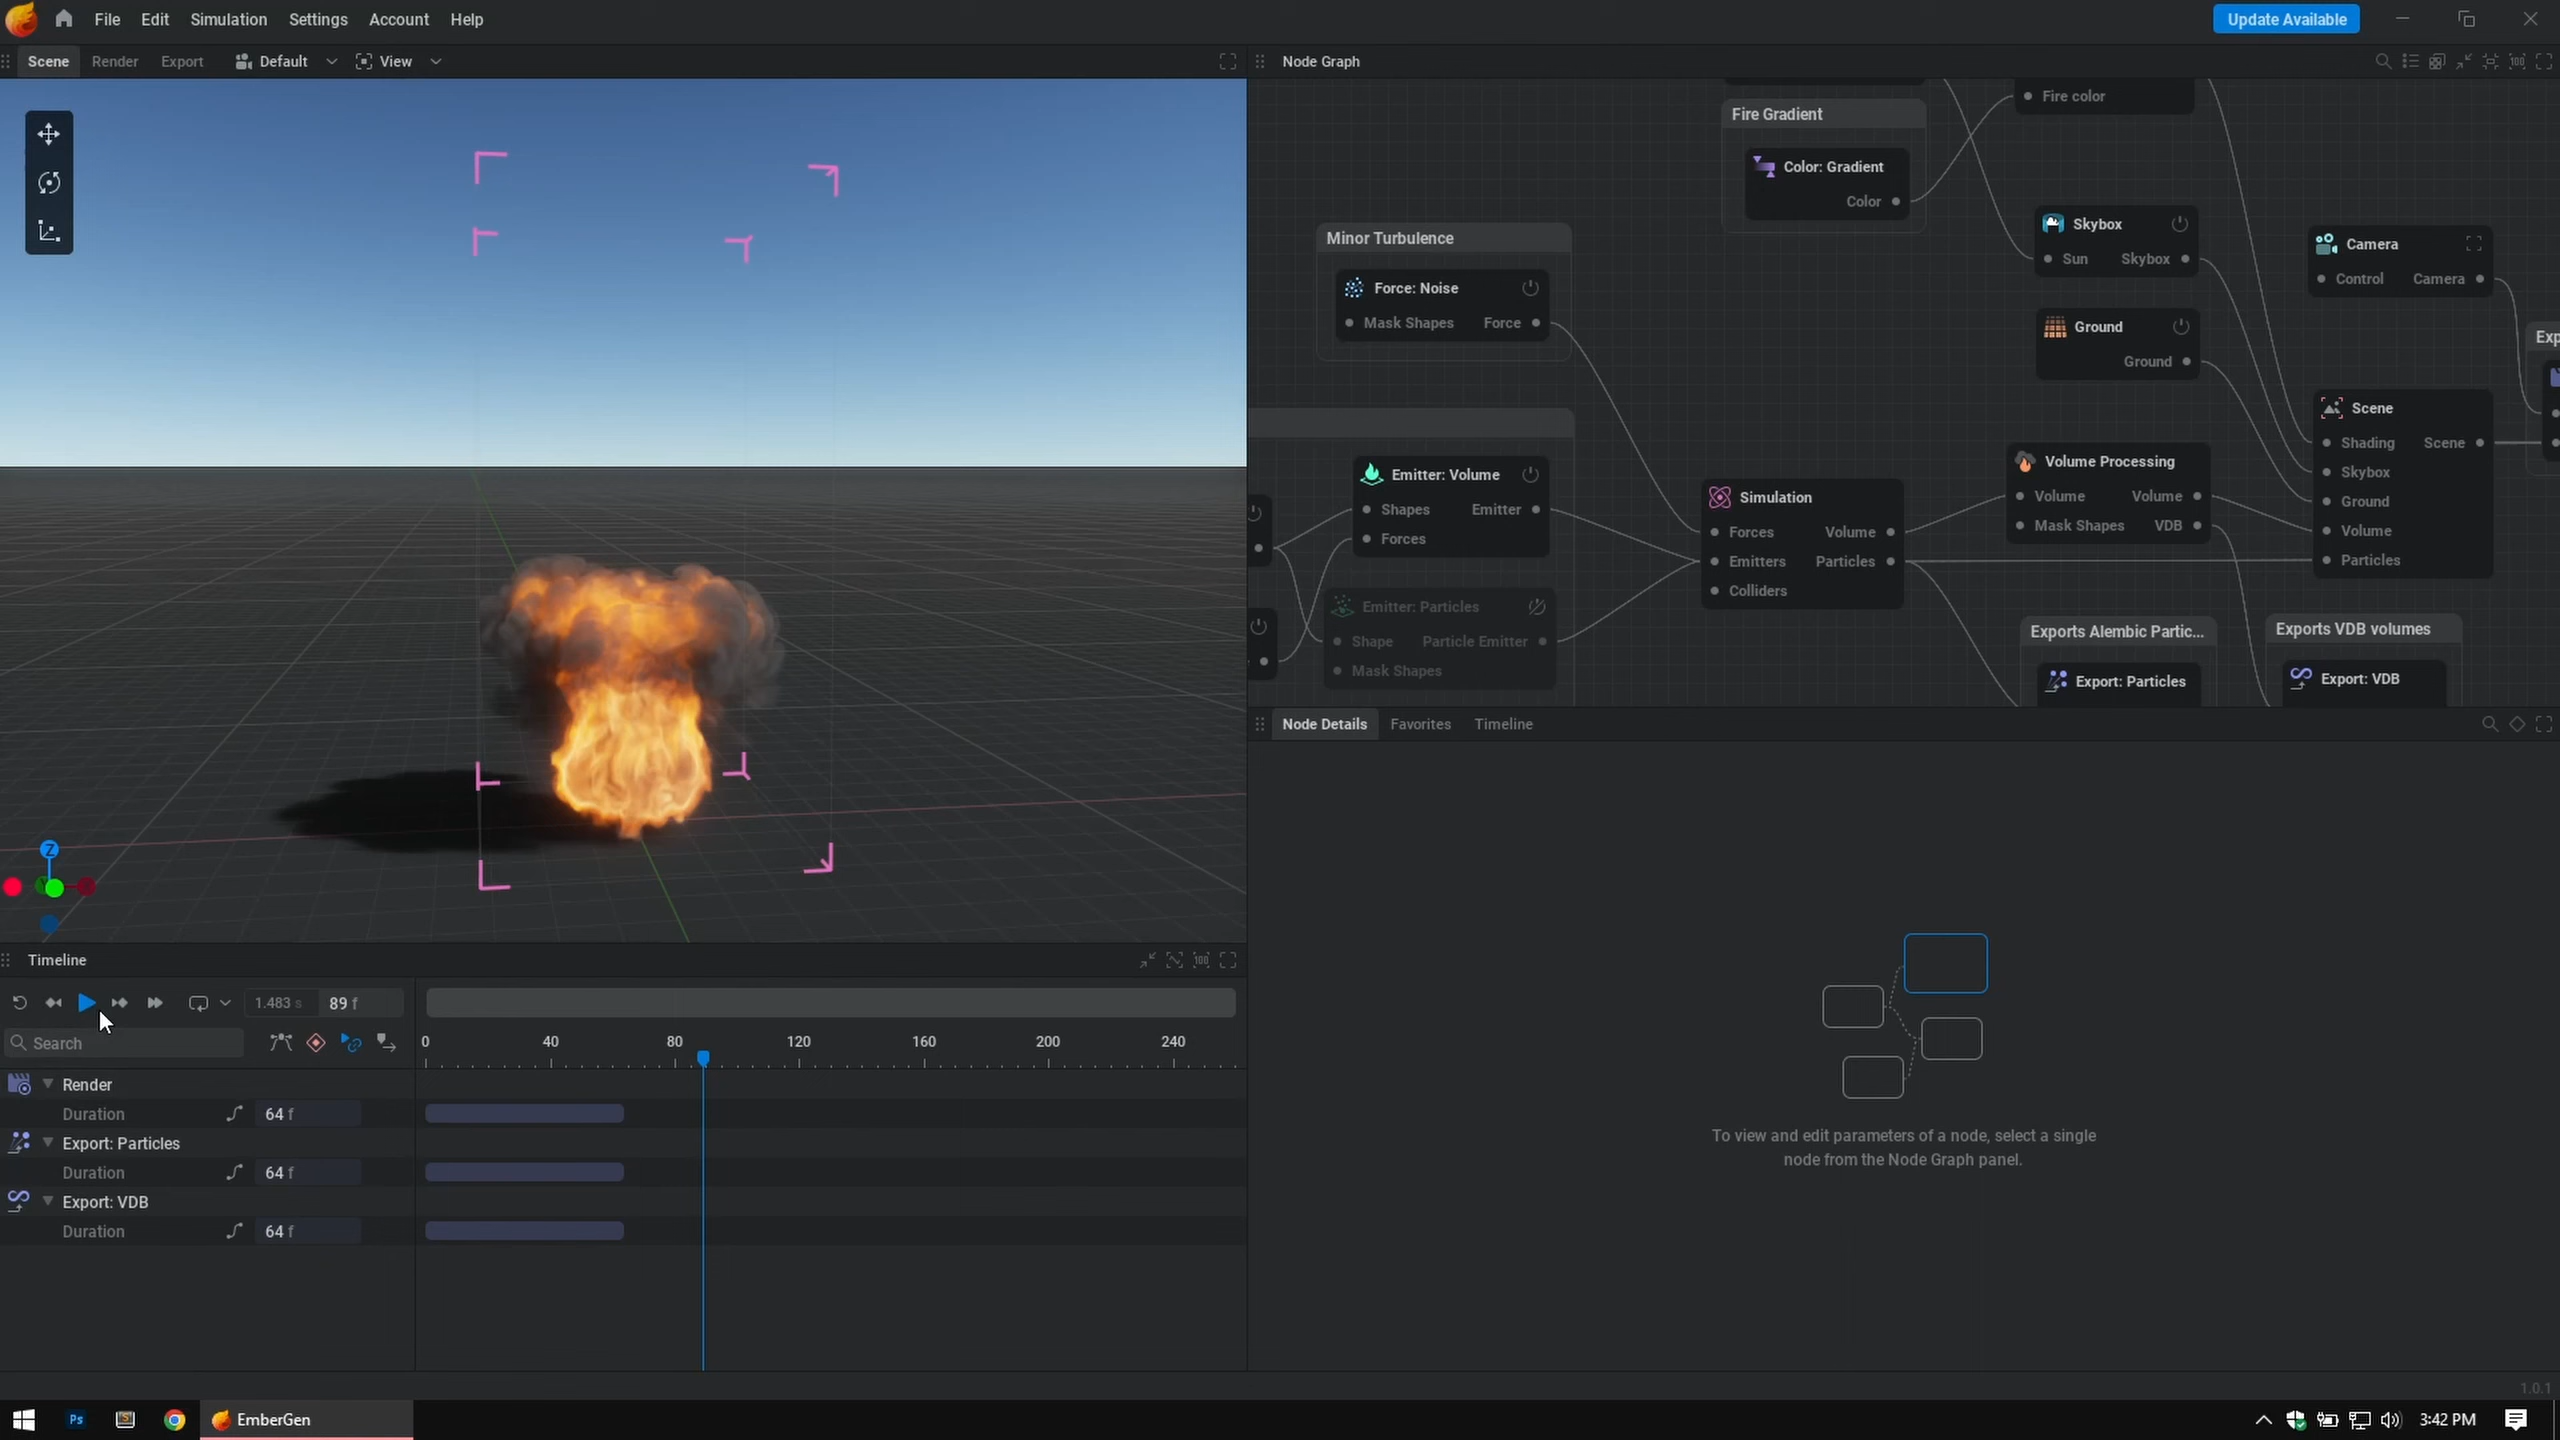 File Edit Simulation Settings Account Help
Update Available
Scene Render Export Default View
Node Graph
Fire color
Fire Gradient
Color: Gradient
Color
Minor Turbulence
Force: Noise
Mask Shapes Force
Skybox
Sun Skybox
Camera
Control Camera
Ground
Ground
Exp
Scene
Shading Scene
Skybox
Ground
Volume
Particles
Emitter: Volume
Shapes Emitter
Forces
Simulation
Forces Volume
Emitters Particles
Colliders
Volume Processing
Volume Volume
Mask Shapes VDB
Emitter: Particles
Shape Particle Emitter
Mask Shapes
Exports Alembic Partic...
Export: Particles
Exports VDB volumes
Export: VDB
Node Details Favorites Timeline
To view and edit parameters of a node, select a single
node from the Node Graph panel.
Z
Timeline
100
1.483 s 89 f
Search
0 40 80 120 160 200 240
Render
Duration 64 f
Export: Particles
Duration 64 f
Export: VDB
Duration 64 f
1.0.1
Ps
EmberGen
3:42 PM